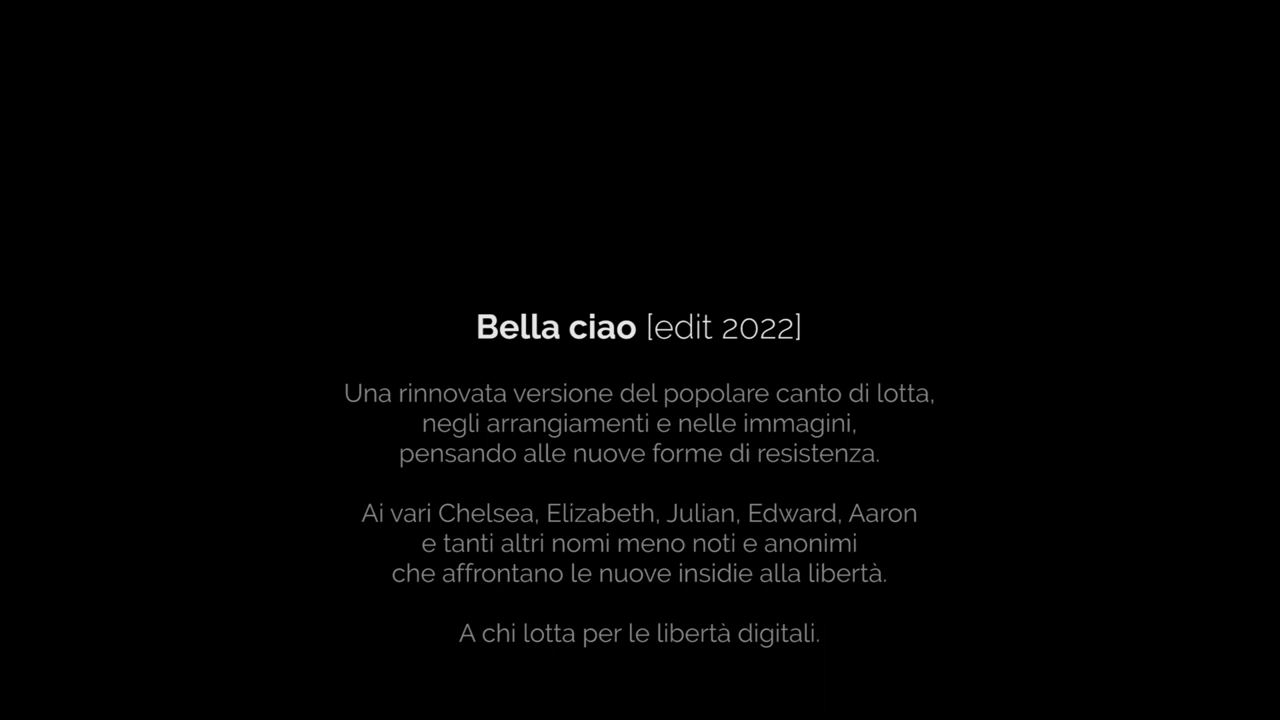 Bella ciao [edit 2022]
Una rinnovata versione del popolare canto di lotta,
negli arrangiamenti e nelle immagini,
pensando alle nuove forme di resistenza.
Ai vari Chelsea, Elizabeth, Julian, Edward, Aaron
e tanti altri nomi meno noti e anonimi
che affrontano le nuove insidie alla libertà.
A chi lotta per le libertà digitali.